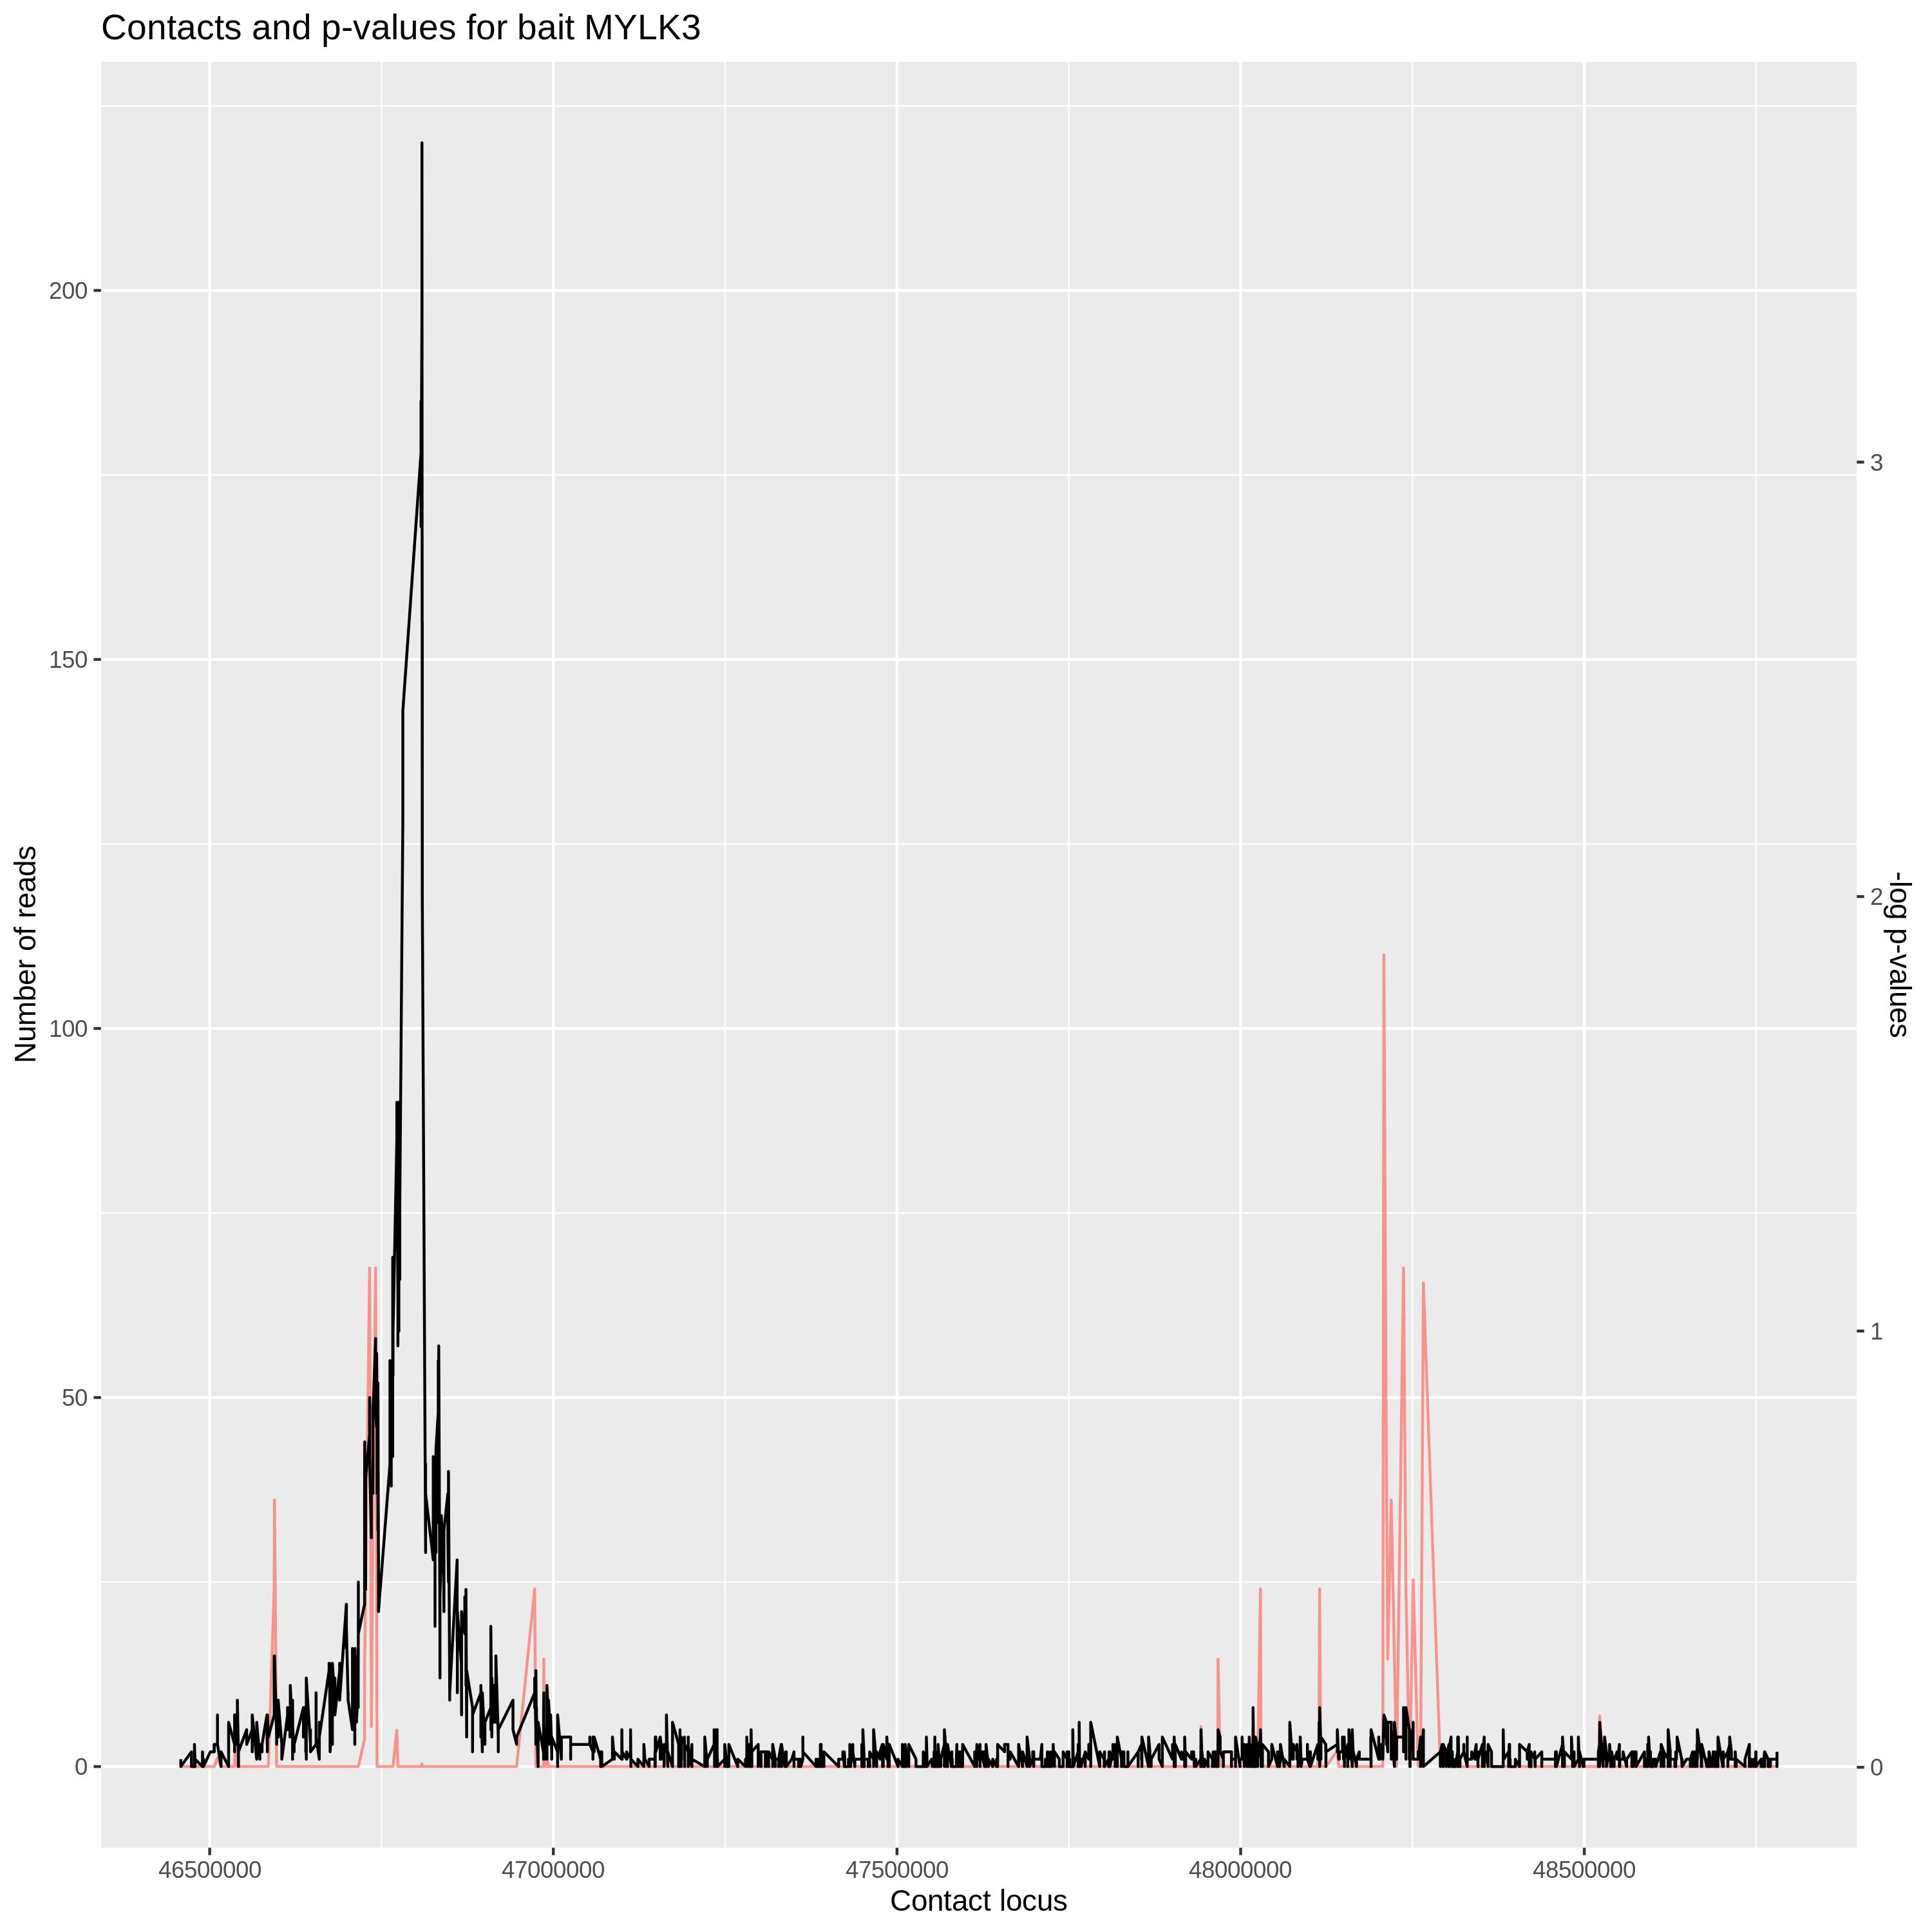 Contacts and p-values for bait MYLK3
Number of reads
200
150
100
50
0
3
2
1
0
-log p-values
46500000 47000000 47500000 48000000 48500000
Contact locus